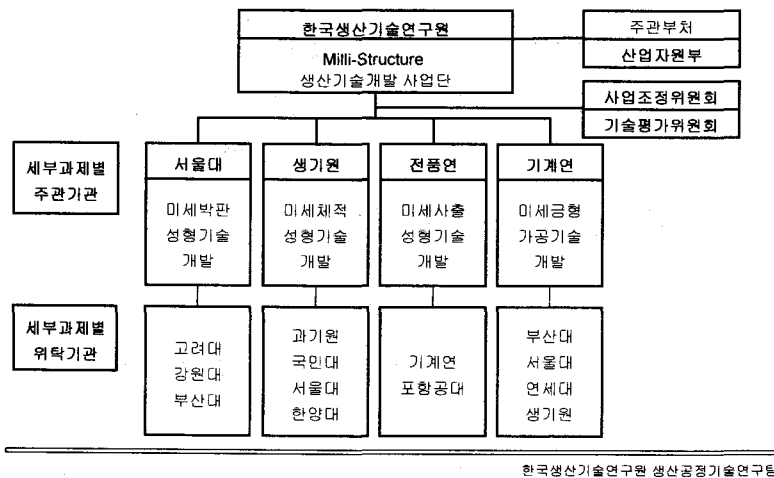 한국생산기술연구원
Milli-Structure
생산기술개발 사업단
주관부처
산업자원부
사업조정위원회
기술평가위원회
세부과제별
주관기관
서울대
미세박판
성형기술
개발
생기원
미세체적
성형기술
개발
전품연
미세사출
성형기술
개발
기계연
미세금형
가공기술
개발
세부과제별
위탁기관
고려대
강원대
부산대
과기원
국민대
서울대
한양대
기계연
포항공대
부산대
서울대
연세대
생기원
한국생산기술연구원 생산공정기술연구팀